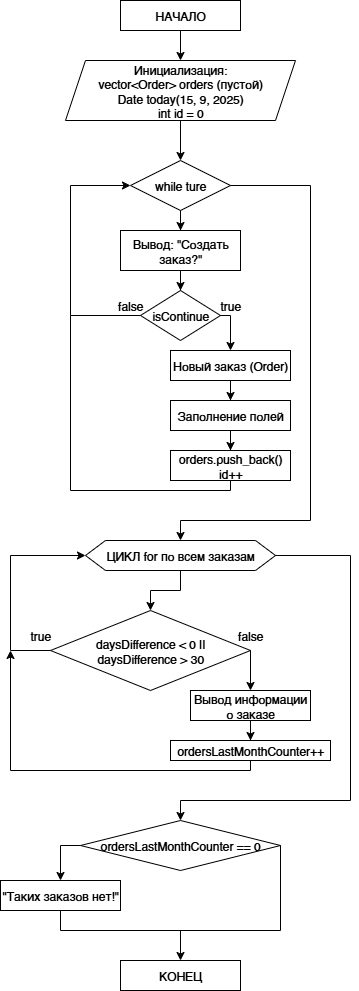 НАЧАЛО
Инициализация:
vector<Order> orders (пустой)
Date today(15, 9, 2025)
int id = 0
while ture
Вывод: "Создать
заказ?"
false
true
isContinue
Новый заказ (Order)
Заполнение полей
orders.push_back()
id++
ЦИКЛ for по всем заказам
true
false
daysDifference < 0 ||
daysDifference > 30
Вывод информации
о заказе
ordersLastMonthCounter++
ordersLastMonthCounter == 0
"Таких заказов нет!"
КОНЕЦ